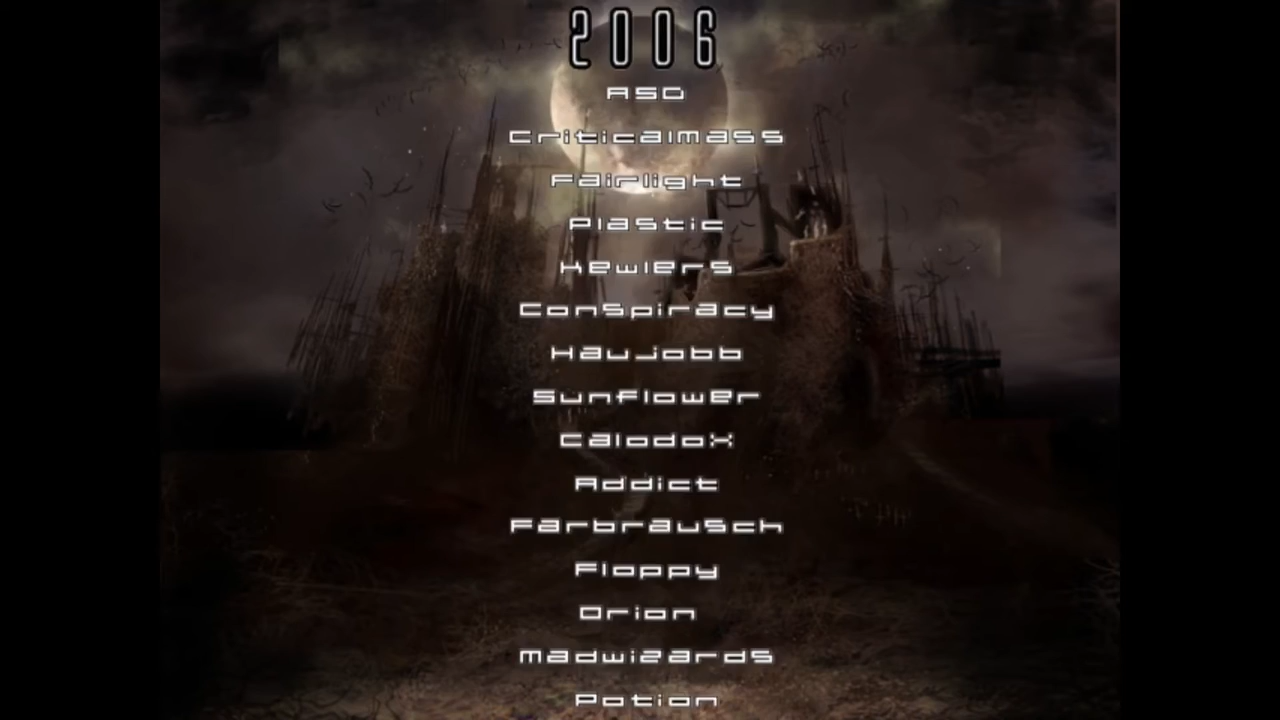 2006
ASD
Criticalmass
Fairlight
Plastic
Kewlers
Conspiracy
Haujobb
Sunflower
Calodox
Addict
Farbrausch
Floppy
Orion
Madwizards
Potion